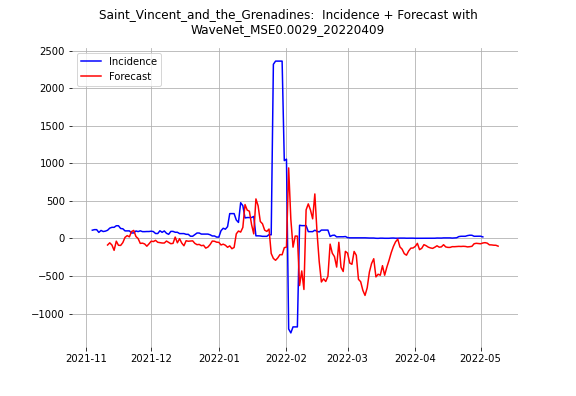 Saint_Vincent_and_the_Grenadines:  Incidence + Forecast with
WaveNet_MSE0.0029_20220409
Incidence
Forecast
2500
2000
1500
1000
500
0
−500
−1000
2021-11 2021-12 2022-01 2022-02 2022-03 2022-04 2022-05